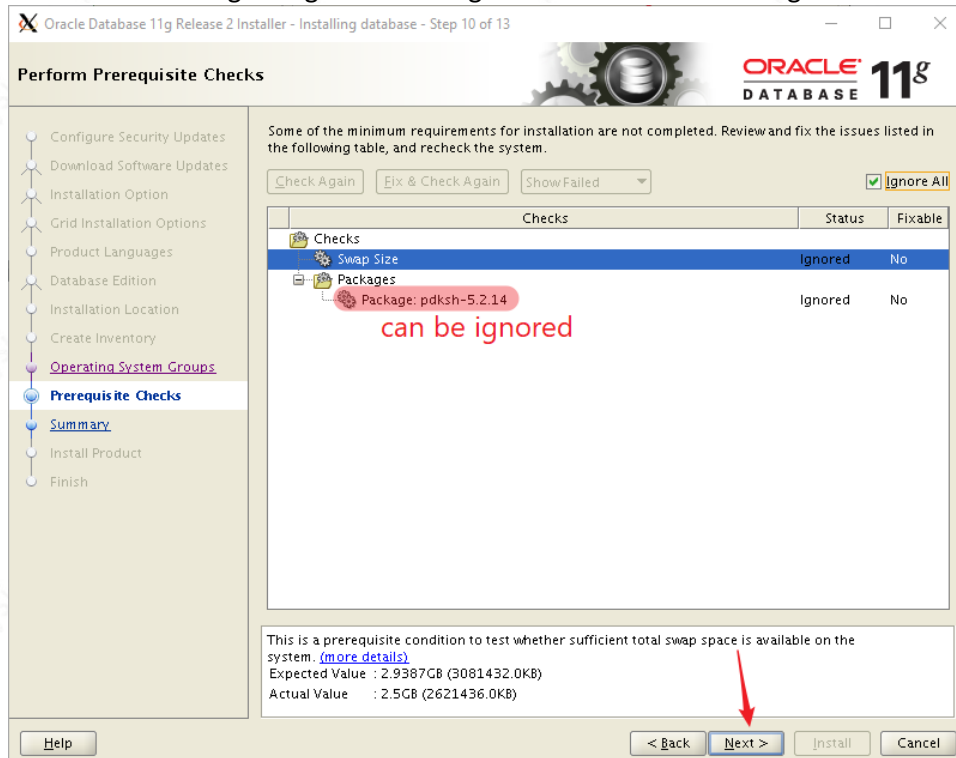 Oracle Database 11g Release 2 Installer - Installing database - Step 10 of 13
Perform Prerequisite Checks
ORACLE
DATABASE
11g
Configure Security Updates
Download Software Updates
Installation Option
Grid Installation Options
Product Languages
Database Edition
Installation Location
Create Inventory
Operating System Groups
Prerequisite Checks
Summary
Install Product
Finish
Some of the minimum requirements for installation are not completed. Review and fix the issues listed in
the following table, and recheck the system.
Check Again Fix & Check Again Show Failed Ignore All
Checks Status Fixable
Checks
Swap Size Ignored No
Packages
Package: pdksh-5.2.14 Ignored No
can be ignored
This is a prerequisite condition to test whether sufficient total swap space is available on the
system. (more details)
Expected Value : 2.9387GB (3081432.0KB)
Actual Value : 2.5GB (2621436.0KB)
Help < Back Next > Install Cancel